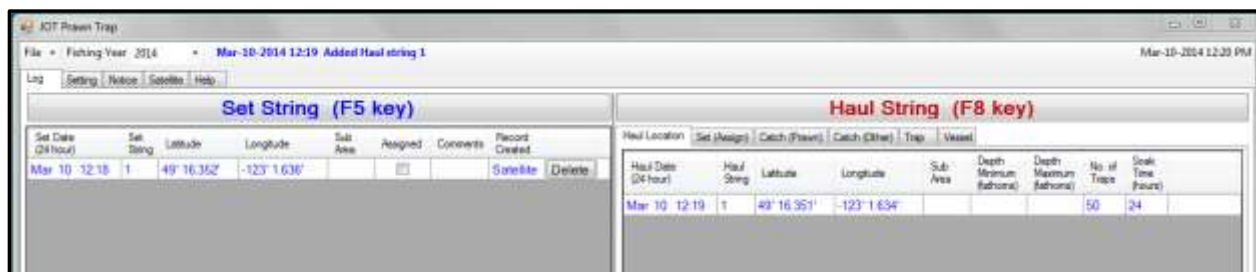 JOT Prawn Trap
File Fishing Year 2014 Mar-10-2014 12:19 Added Haul string 1 Mar-10-2014 12:20 PM
Log Setting Notice Satellite Help
Set String (F5 key)
Set Date (24 hour) Set String Latitude Longitude Sub Area Assigned Comments Record Created
Mar 10 12:18 1 49° 16.352' -123° 1.636' Satellite Delete
Haul String (F8 key)
Haul Location Set (Assign) Catch (Prawn) Catch (Other) Trap Vessel
Haul Date (24 hour) Haul String Latitude Longitude Sub Area Depth Minimum (fathoms) Depth Maximum (fathoms) No. of Traps Soak Time (hours)
Mar 10 12:19 1 49° 16.351' -123° 1.634' 50 24